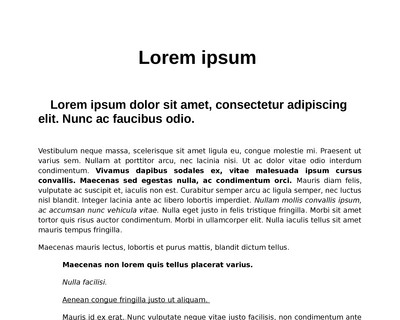 Lorem ipsum
Lorem ipsum dolor sit amet, consectetur adipiscing
elit. Nunc ac faucibus odio.
Vestibulum neque massa, scelerisque sit amet ligula eu, congue molestie mi. Praesent ut
varius sem. Nullam at porttitor arcu, nec lacinia nisi. Ut ac dolor vitae odio interdum
condimentum. Vivamus dapibus sodales ex, vitae malesuada ipsum cursus
convallis. Maecenas sed egestas nulla, ac condimentum orci. Mauris diam felis,
vulputate ac suscipit et, iaculis non est. Curabitur semper arcu ac ligula semper, nec luctus
nisl blandit. Integer lacinia ante ac libero lobortis imperdiet. Nullam mollis convallis ipsum,
ac accumsan nunc vehicula vitae. Nulla eget justo in felis tristique fringilla. Morbi sit amet
tortor quis risus auctor condimentum. Morbi in ullamcorper elit. Nulla iaculis tellus sit amet
mauris tempus fringilla.
Maecenas mauris lectus, lobortis et purus mattis, blandit dictum tellus.
Maecenas non lorem quis tellus placerat varius.
Nulla facilisi.
Aenean congue fringilla justo ut aliquam.
Mauris id ex erat. Nunc vulputate neque vitae justo facilisis, non condimentum ante